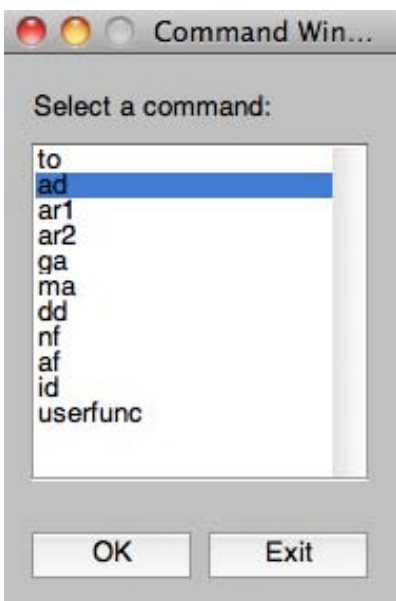 Command Win...
Select a command:
to
ad
ar1
ar2
ga
ma
dd
nf
af
id
userfunc
OK Exit